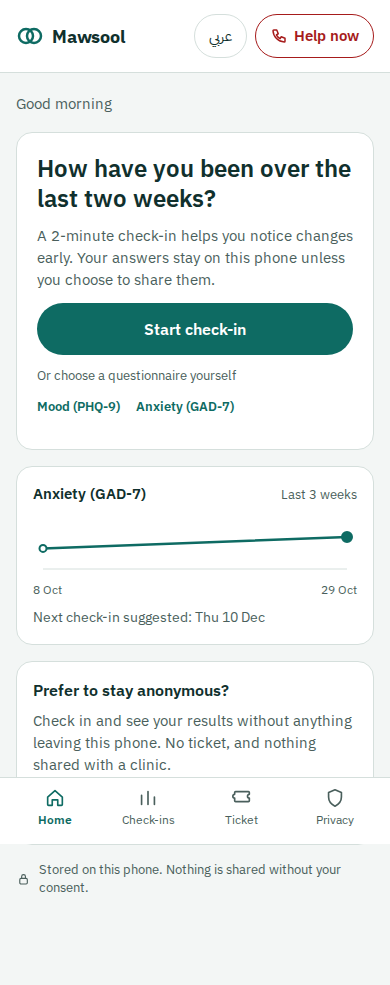 Mawsool
عربي
Help now
Good morning
How have you been over the
last two weeks?
A 2-minute check-in helps you notice changes
early. Your answers stay on this phone unless
you choose to share them.
Start check-in
Or choose a questionnaire yourself
Mood (PHQ-9) Anxiety (GAD-7)
Anxiety (GAD-7)
Last 3 weeks
8 Oct
29 Oct
Next check-in suggested: Thu 10 Dec
Prefer to stay anonymous?
Check in and see your results without anything
leaving this phone. No ticket, and nothing
shared with a clinic.
Home
Check-ins
Ticket
Privacy
Stored on this phone. Nothing is shared without your
consent.